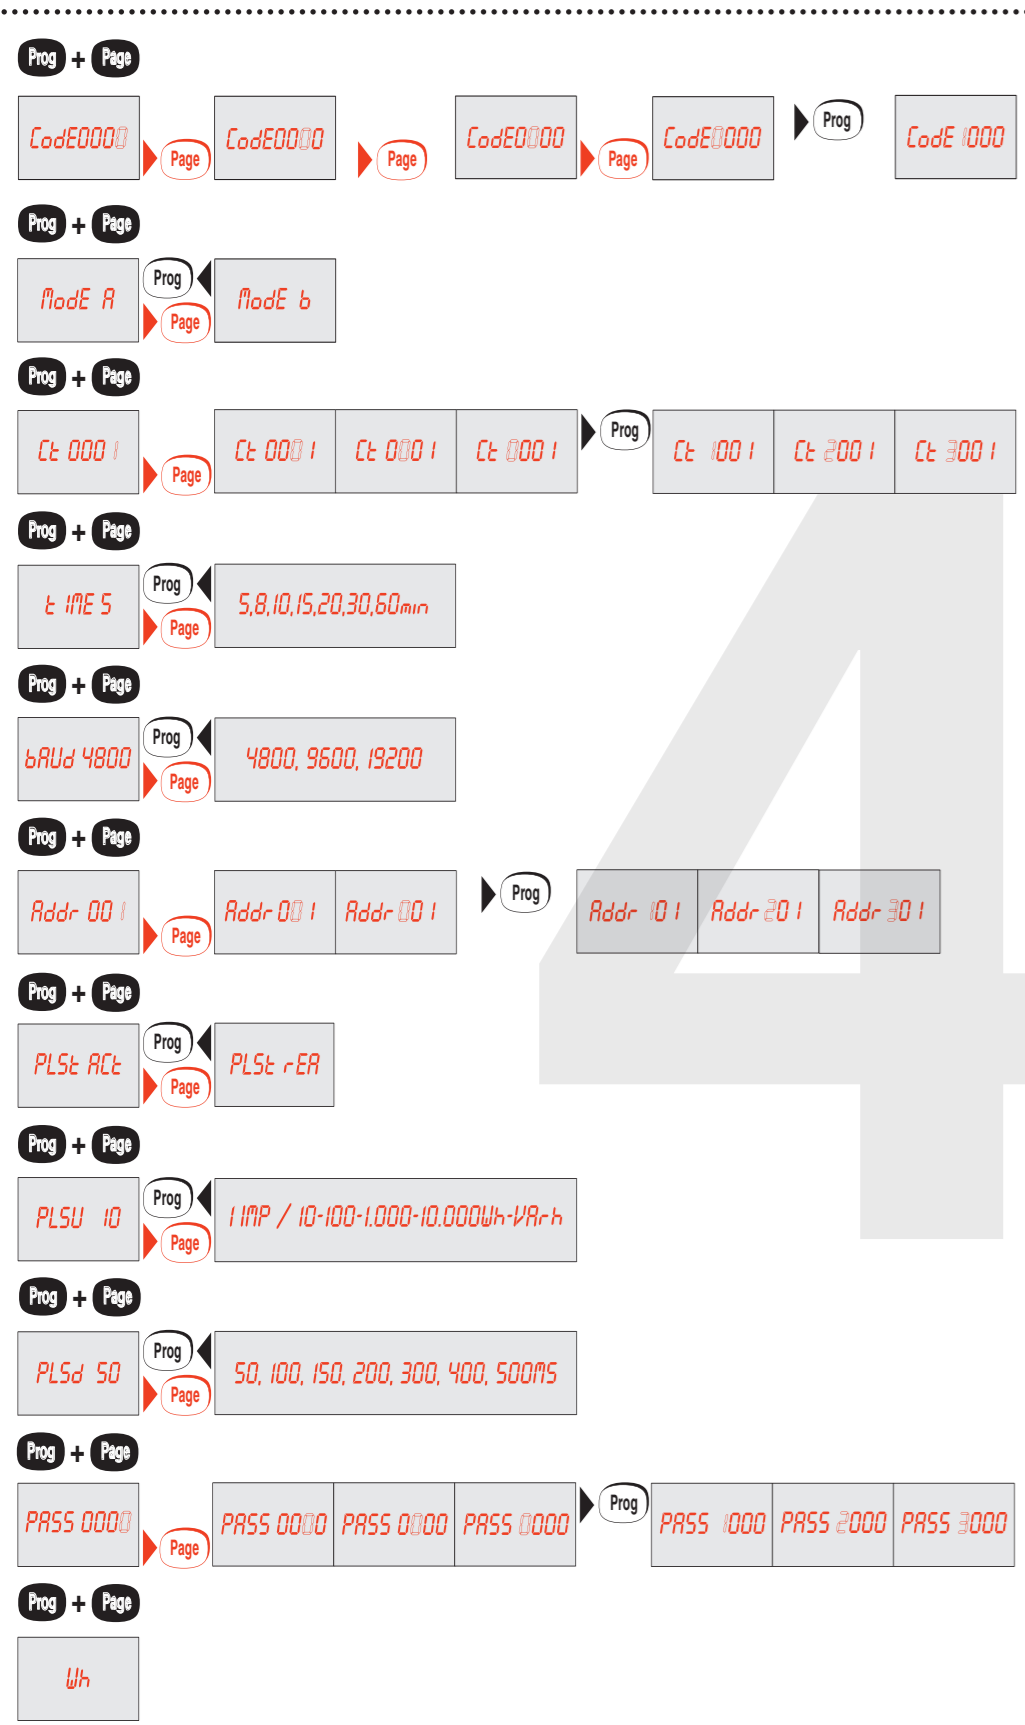 Prog + Page
CodE0000 Page CodE0000 Page CodE0000 Page CodE0000 Prog CodE 1000
Prog + Page
ModE A Prog Page ModE b
Prog + Page
Ct 0001 Page Ct 0001 Ct 0001 Ct 0001 Prog Ct 1001 Ct 2001 Ct 3001
Prog + Page
tIME 5 Prog Page 5,8,10,15,20,30,60min
Prog + Page
bAUd 4800 Prog Page 4800, 9600, 19200
Prog + Page
Addr 001 Page Addr 001 Addr 001 Prog Addr 101 Addr 201 Addr 301
Prog + Page
PLSt ACt Prog Page PLSt rEA
Prog + Page
PLSU 10 Prog Page 1 IMP / 10-100-1.000-10.000Wh-VArh
Prog + Page
PLSd 50 Prog Page 50, 100, 150, 200, 300, 400, 500MS
Prog + Page
PASS 0000 Page PASS 0000 PASS 0000 PASS 0000 Prog PASS 1000 PASS 2000 PASS 3000
Prog + Page
Wh
4